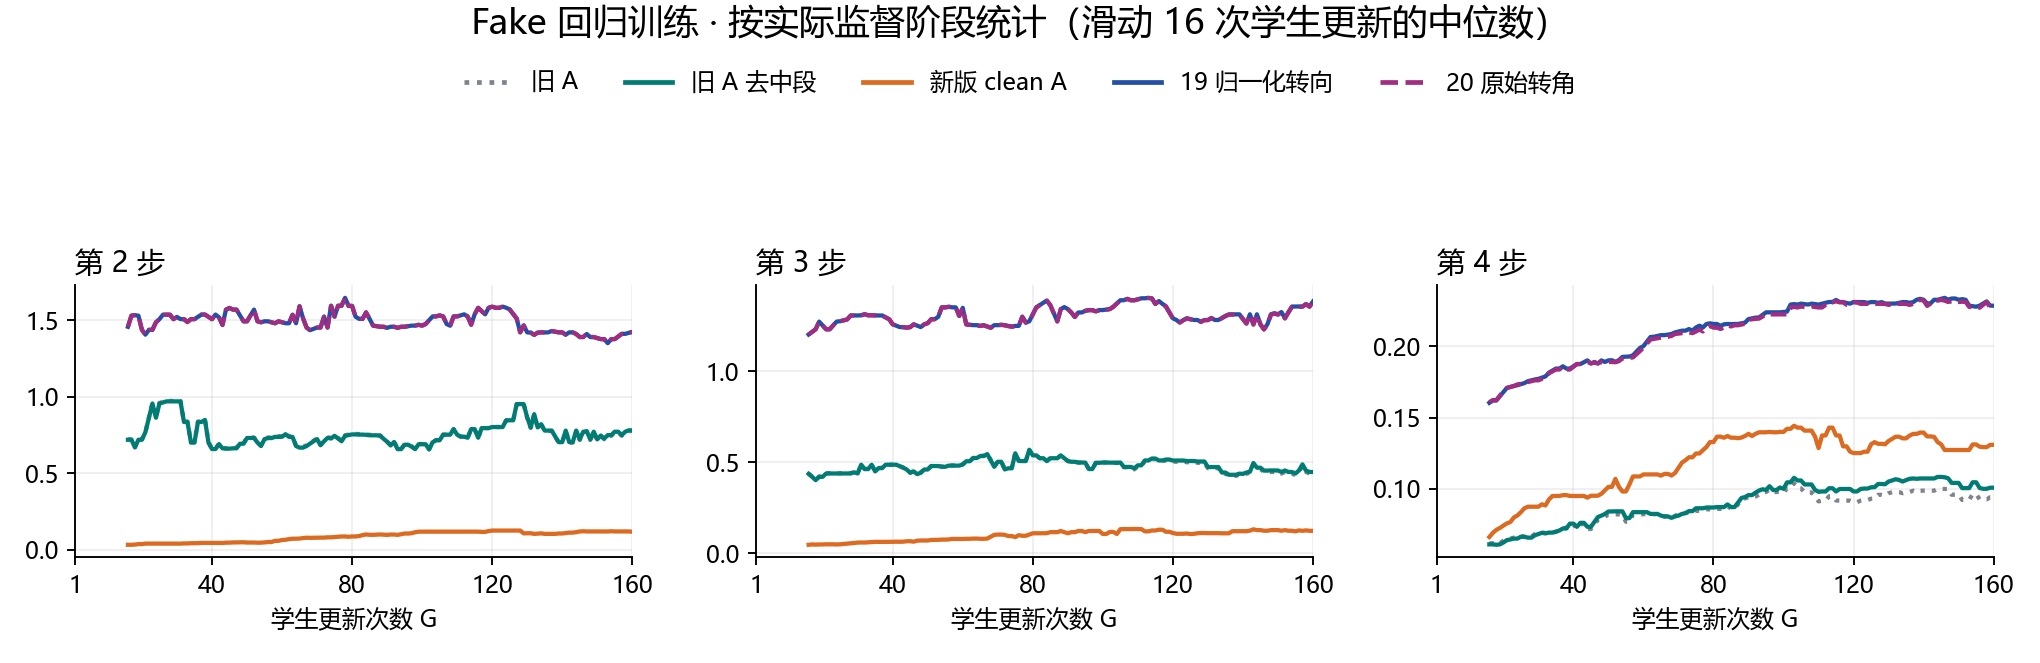 Fake 回归训练 · 按实际监督阶段统计（滑动 16 次学生更新的中位数）
旧 A
旧 A 去中段
新版 clean A
19 归一化转向
20 原始转角
第 2 步
1.5
1.0
0.5
0.0
1
40
80
120
160
学生更新次数 G
第 3 步
1.0
0.5
0.0
1
40
80
120
160
学生更新次数 G
第 4 步
0.20
0.15
0.10
1
40
80
120
160
学生更新次数 G